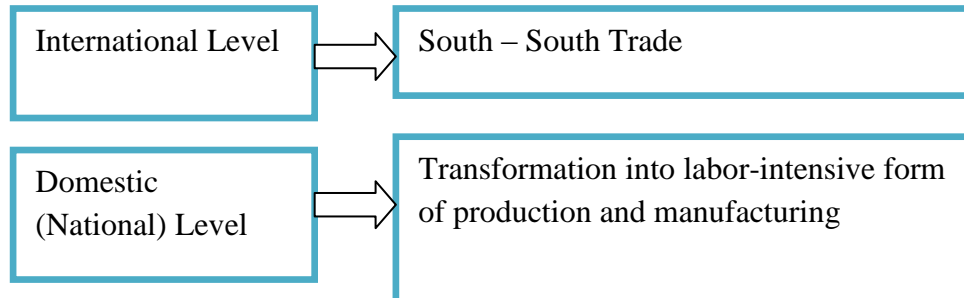 International Level
South – South Trade
Domestic
(National) Level
Transformation into labor-intensive form
of production and manufacturing